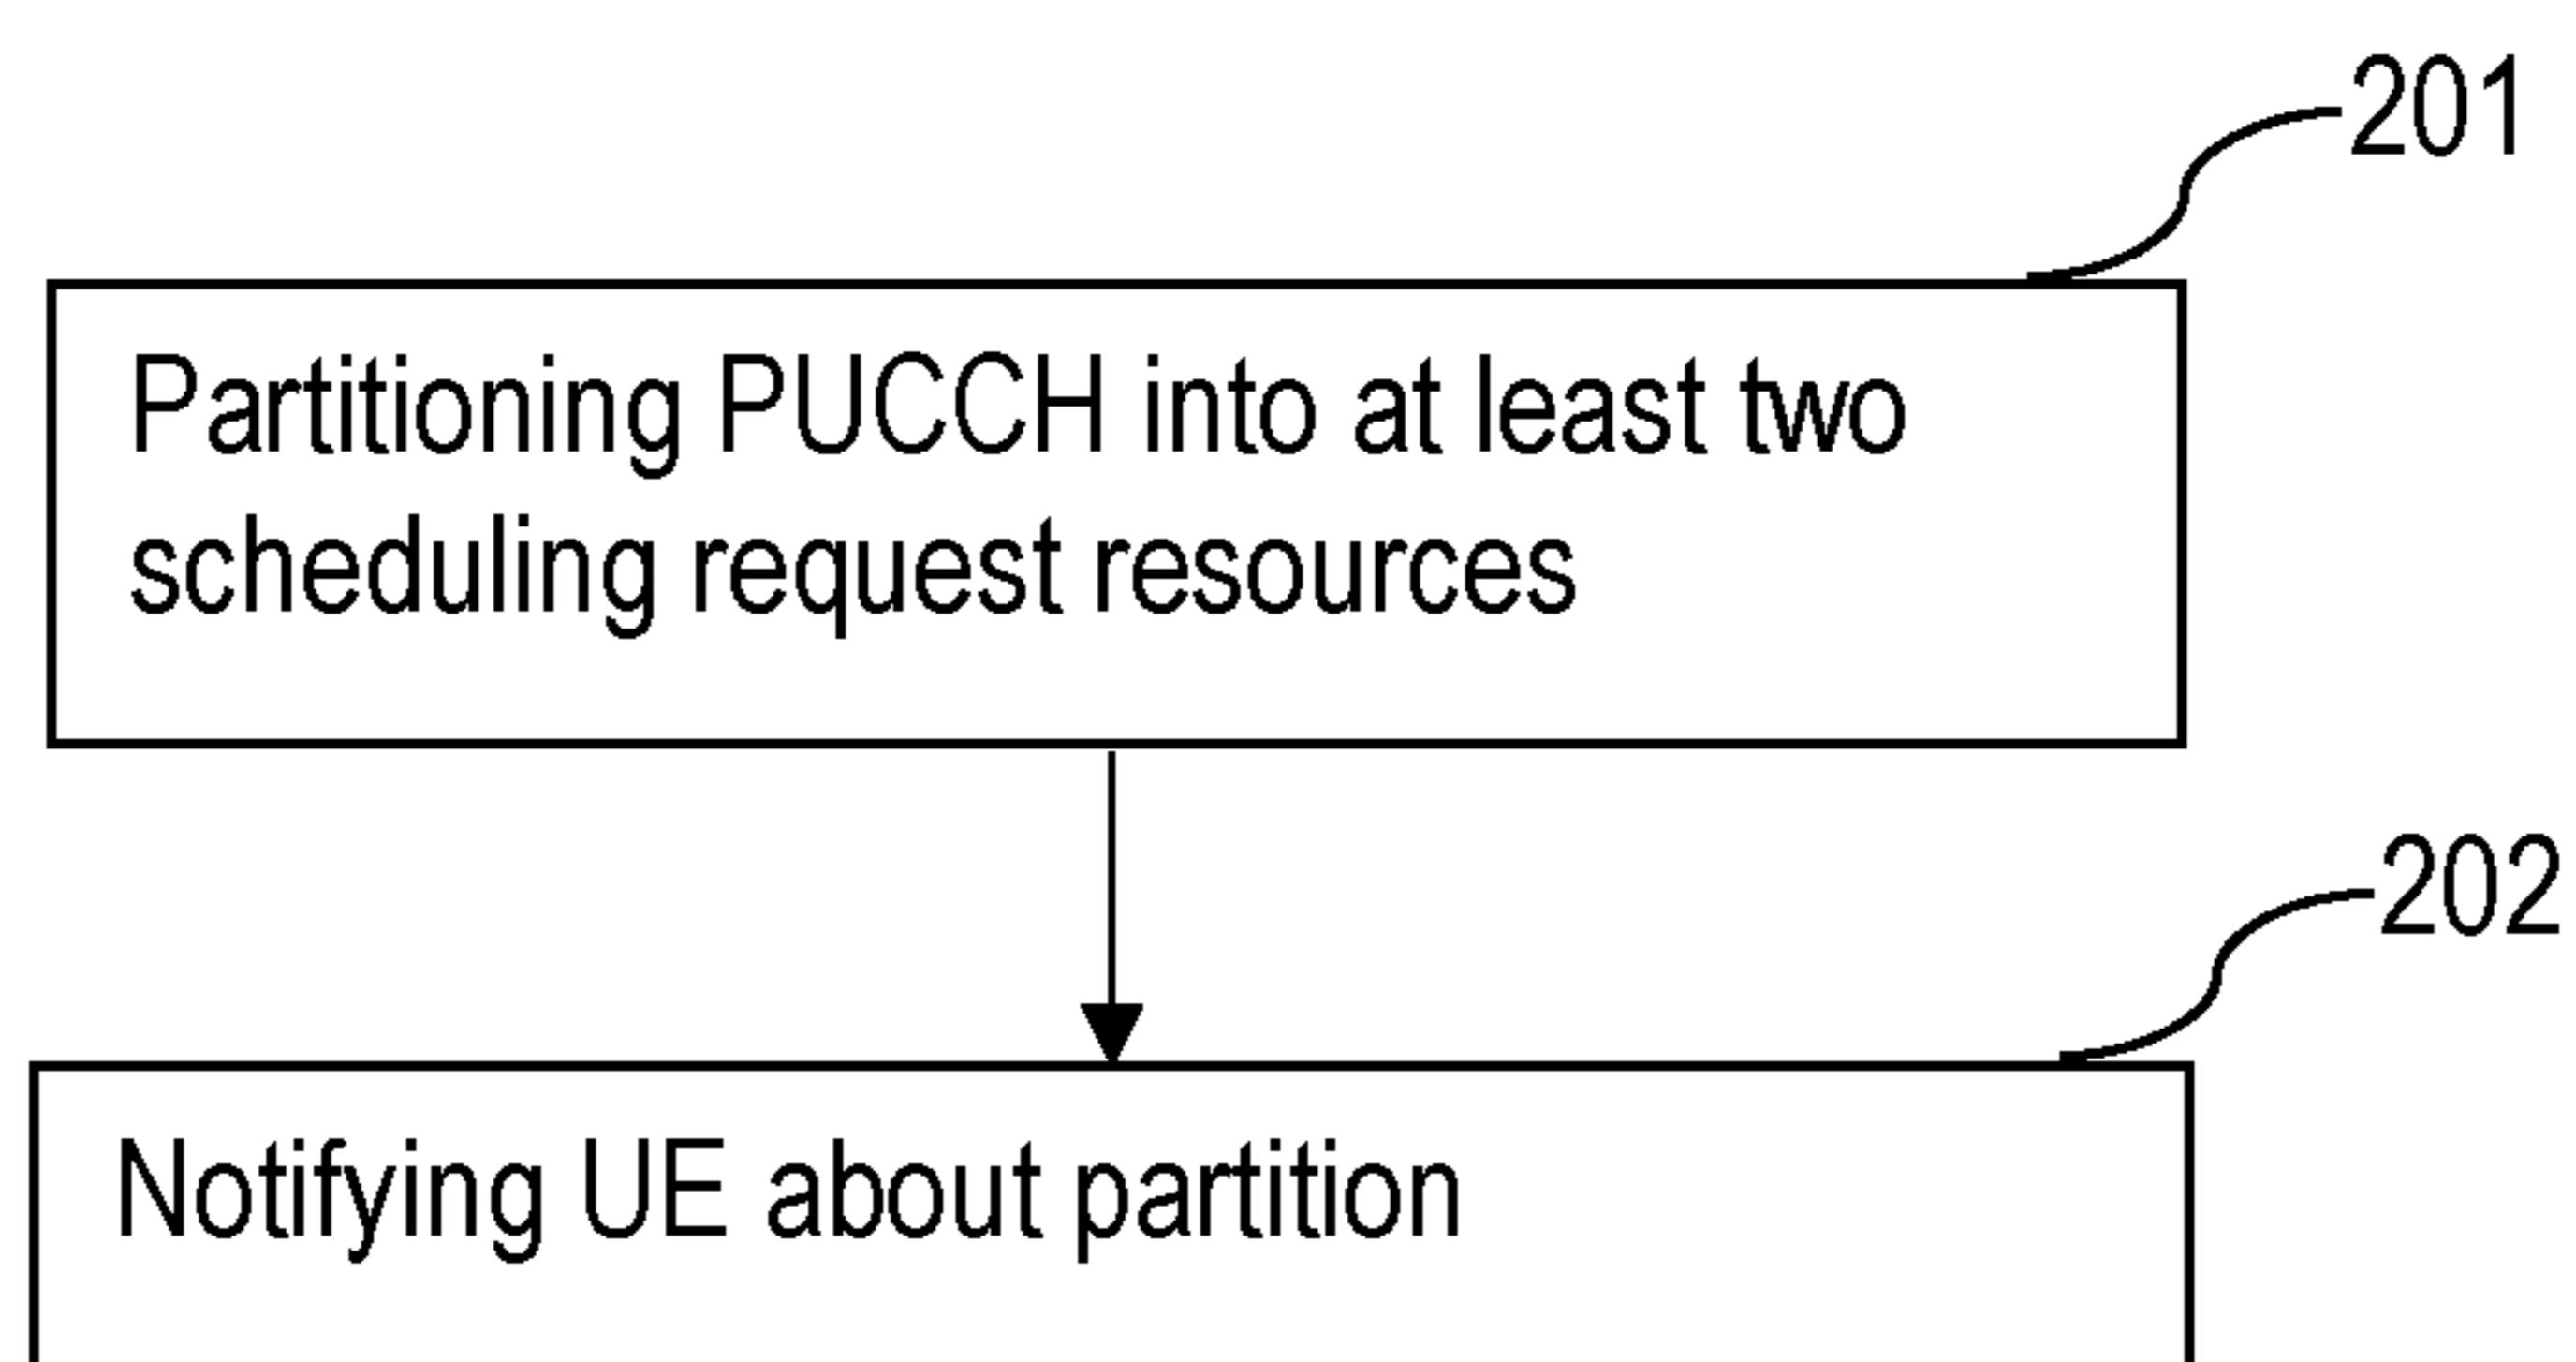 201
Partitioning PUCCH into at least two
scheduling request resources
202
Notifying UE about partition